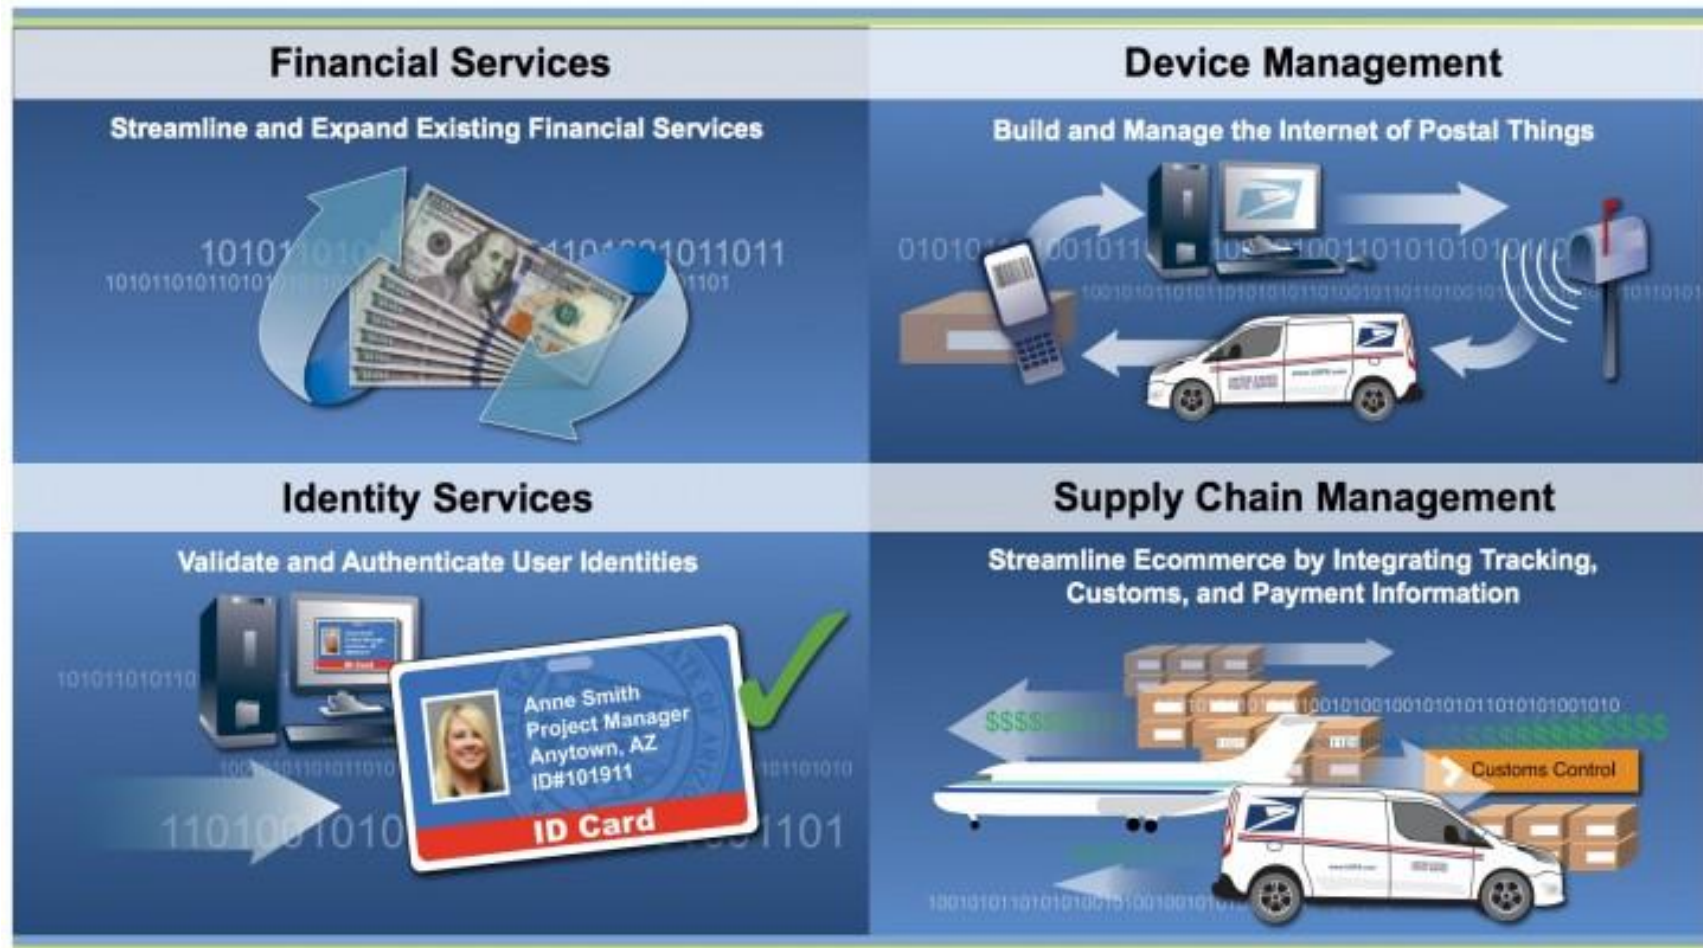 Financial Services
Streamline and Expand Existing Financial Services
Device Management
Build and Manage the Internet of Postal Things
Identity Services
Validate and Authenticate User Identities
Anne Smith
Project Manager
Anytown, AZ
ID#101911
ID Card
Supply Chain Management
Streamline Ecommerce by Integrating Tracking,
Customs, and Payment Information
Customs Control